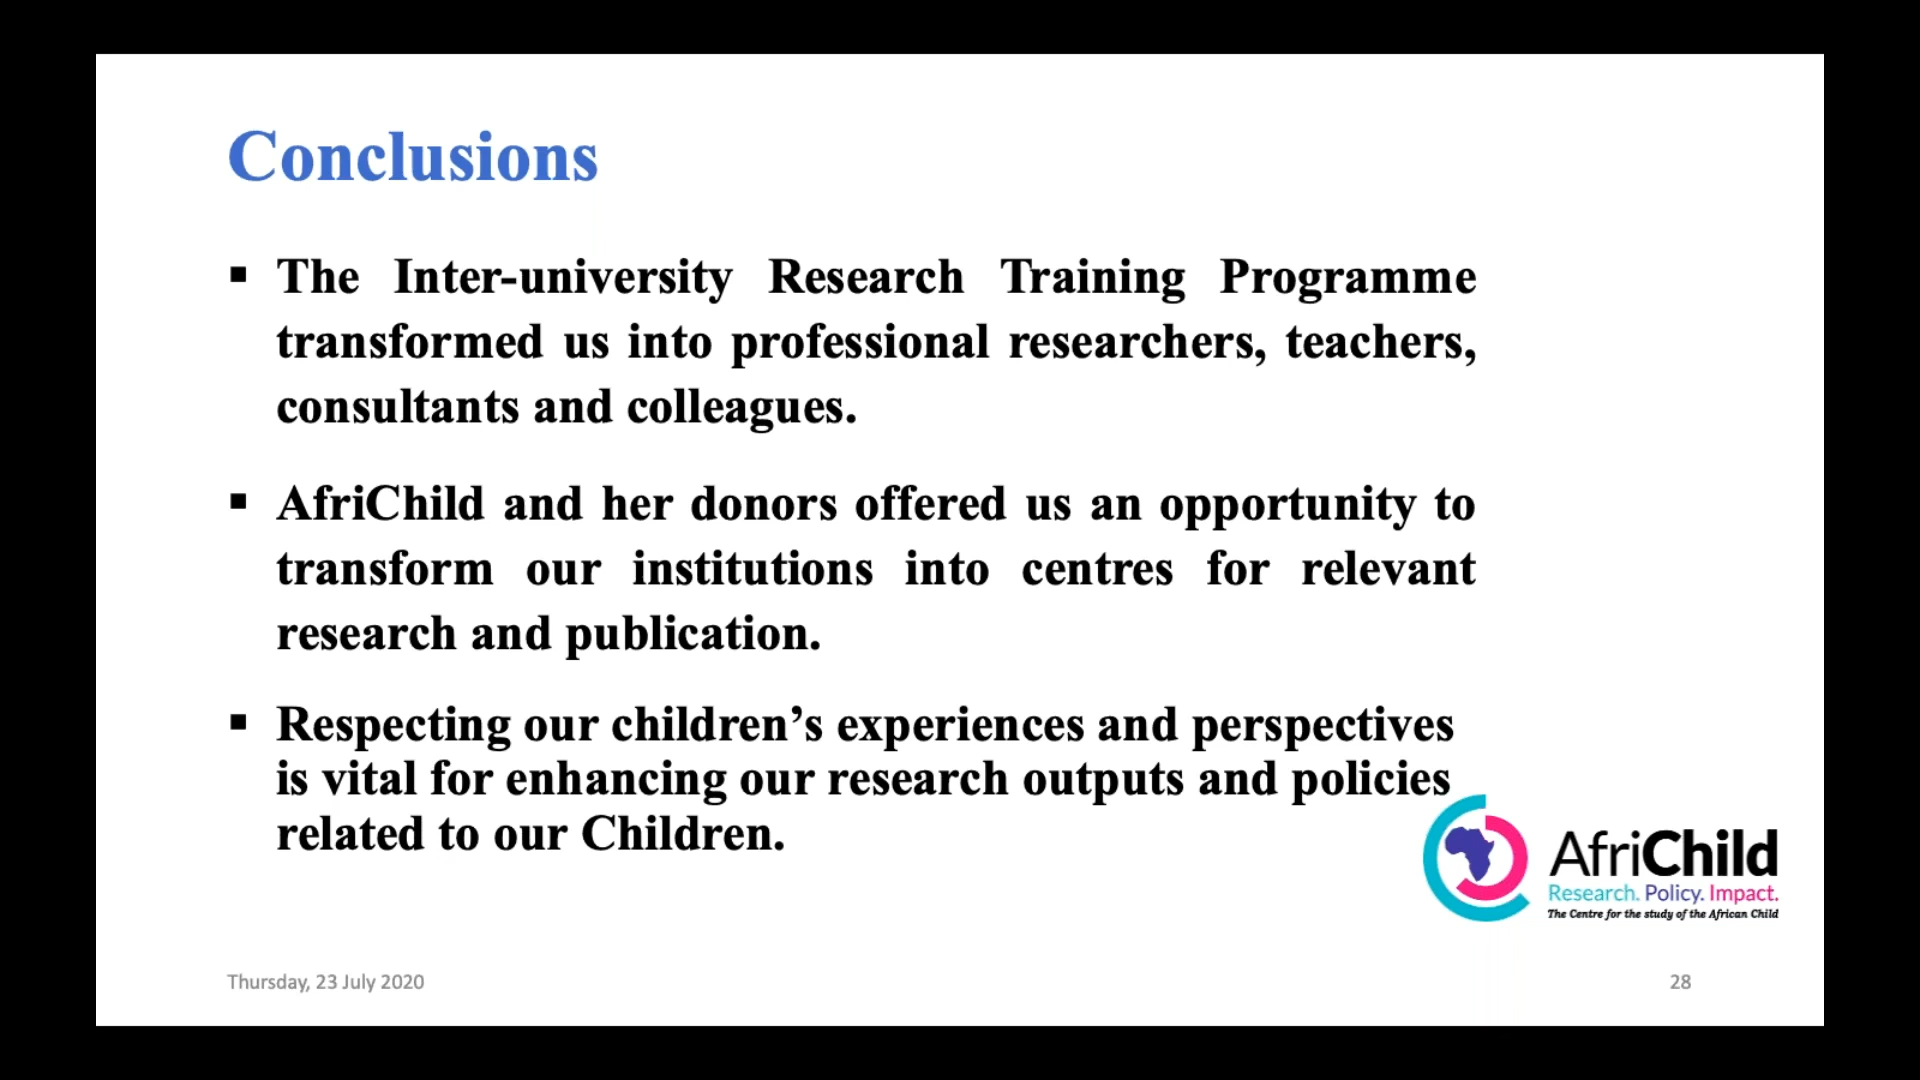 Conclusions
▪ The Inter-university Research Training Programme
transformed us into professional researchers, teachers,
consultants and colleagues.
▪ AfriChild and her donors offered us an opportunity to
transform our institutions into centres for relevant
research and publication.
▪ Respecting our children’s experiences and perspectives
is vital for enhancing our research outputs and policies
related to our Children.
AfriChild
Research. Policy. Impact.
The Centre for the study of the African Child
Thursday, 23 July 2020
28